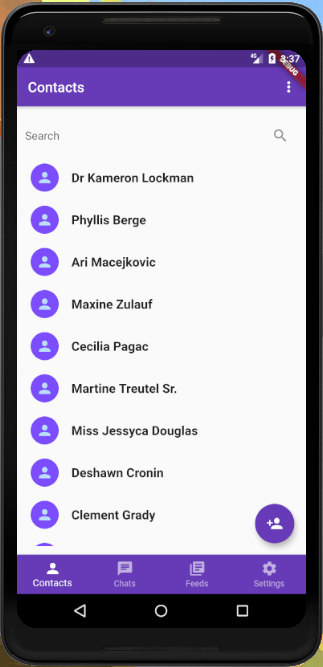 4G 3:37
DEBUG
Contacts
Search
Dr Kameron Lockman
Phyllis Berge
Ari Macejkovic
Maxine Zulauf
Cecilia Pagac
Martine Treutel Sr.
Miss Jessyca Douglas
Deshawn Cronin
Clement Grady
Contacts
Chats
Feeds
Settings